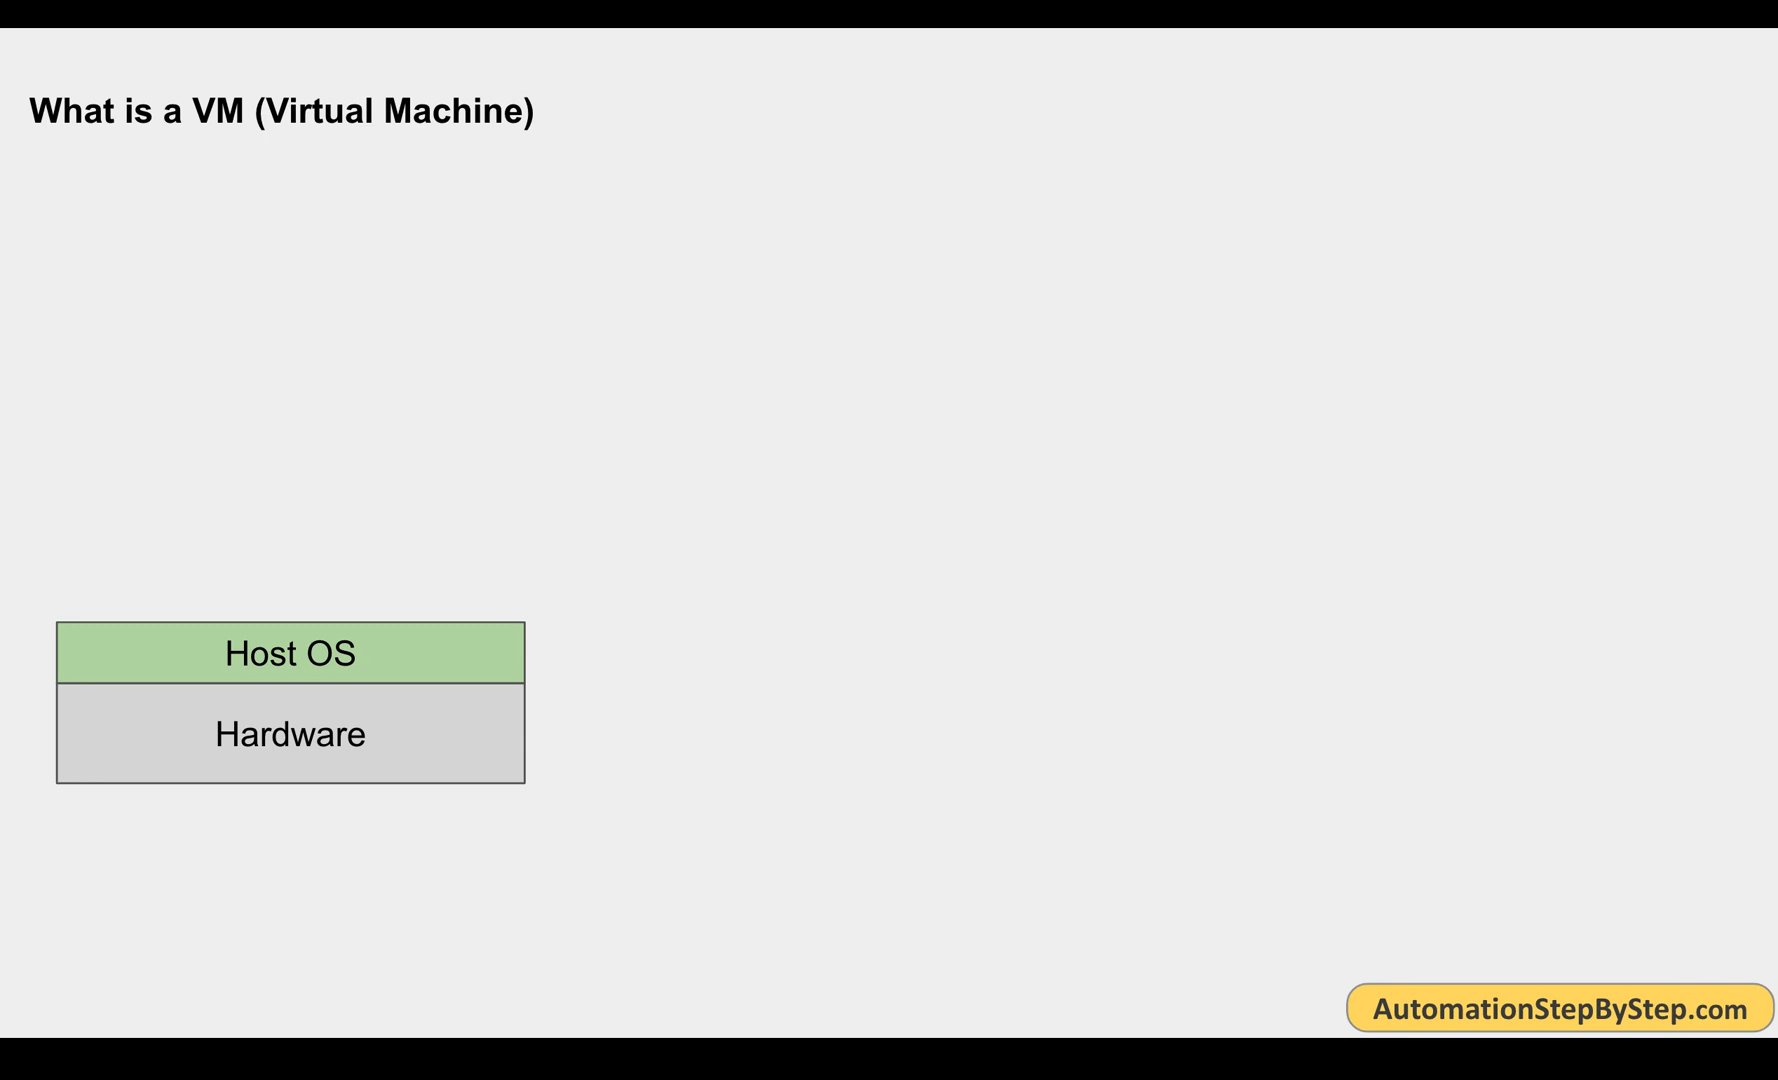 What is a VM (Virtual Machine)
Host OS
Hardware
AutomationStepByStep.com